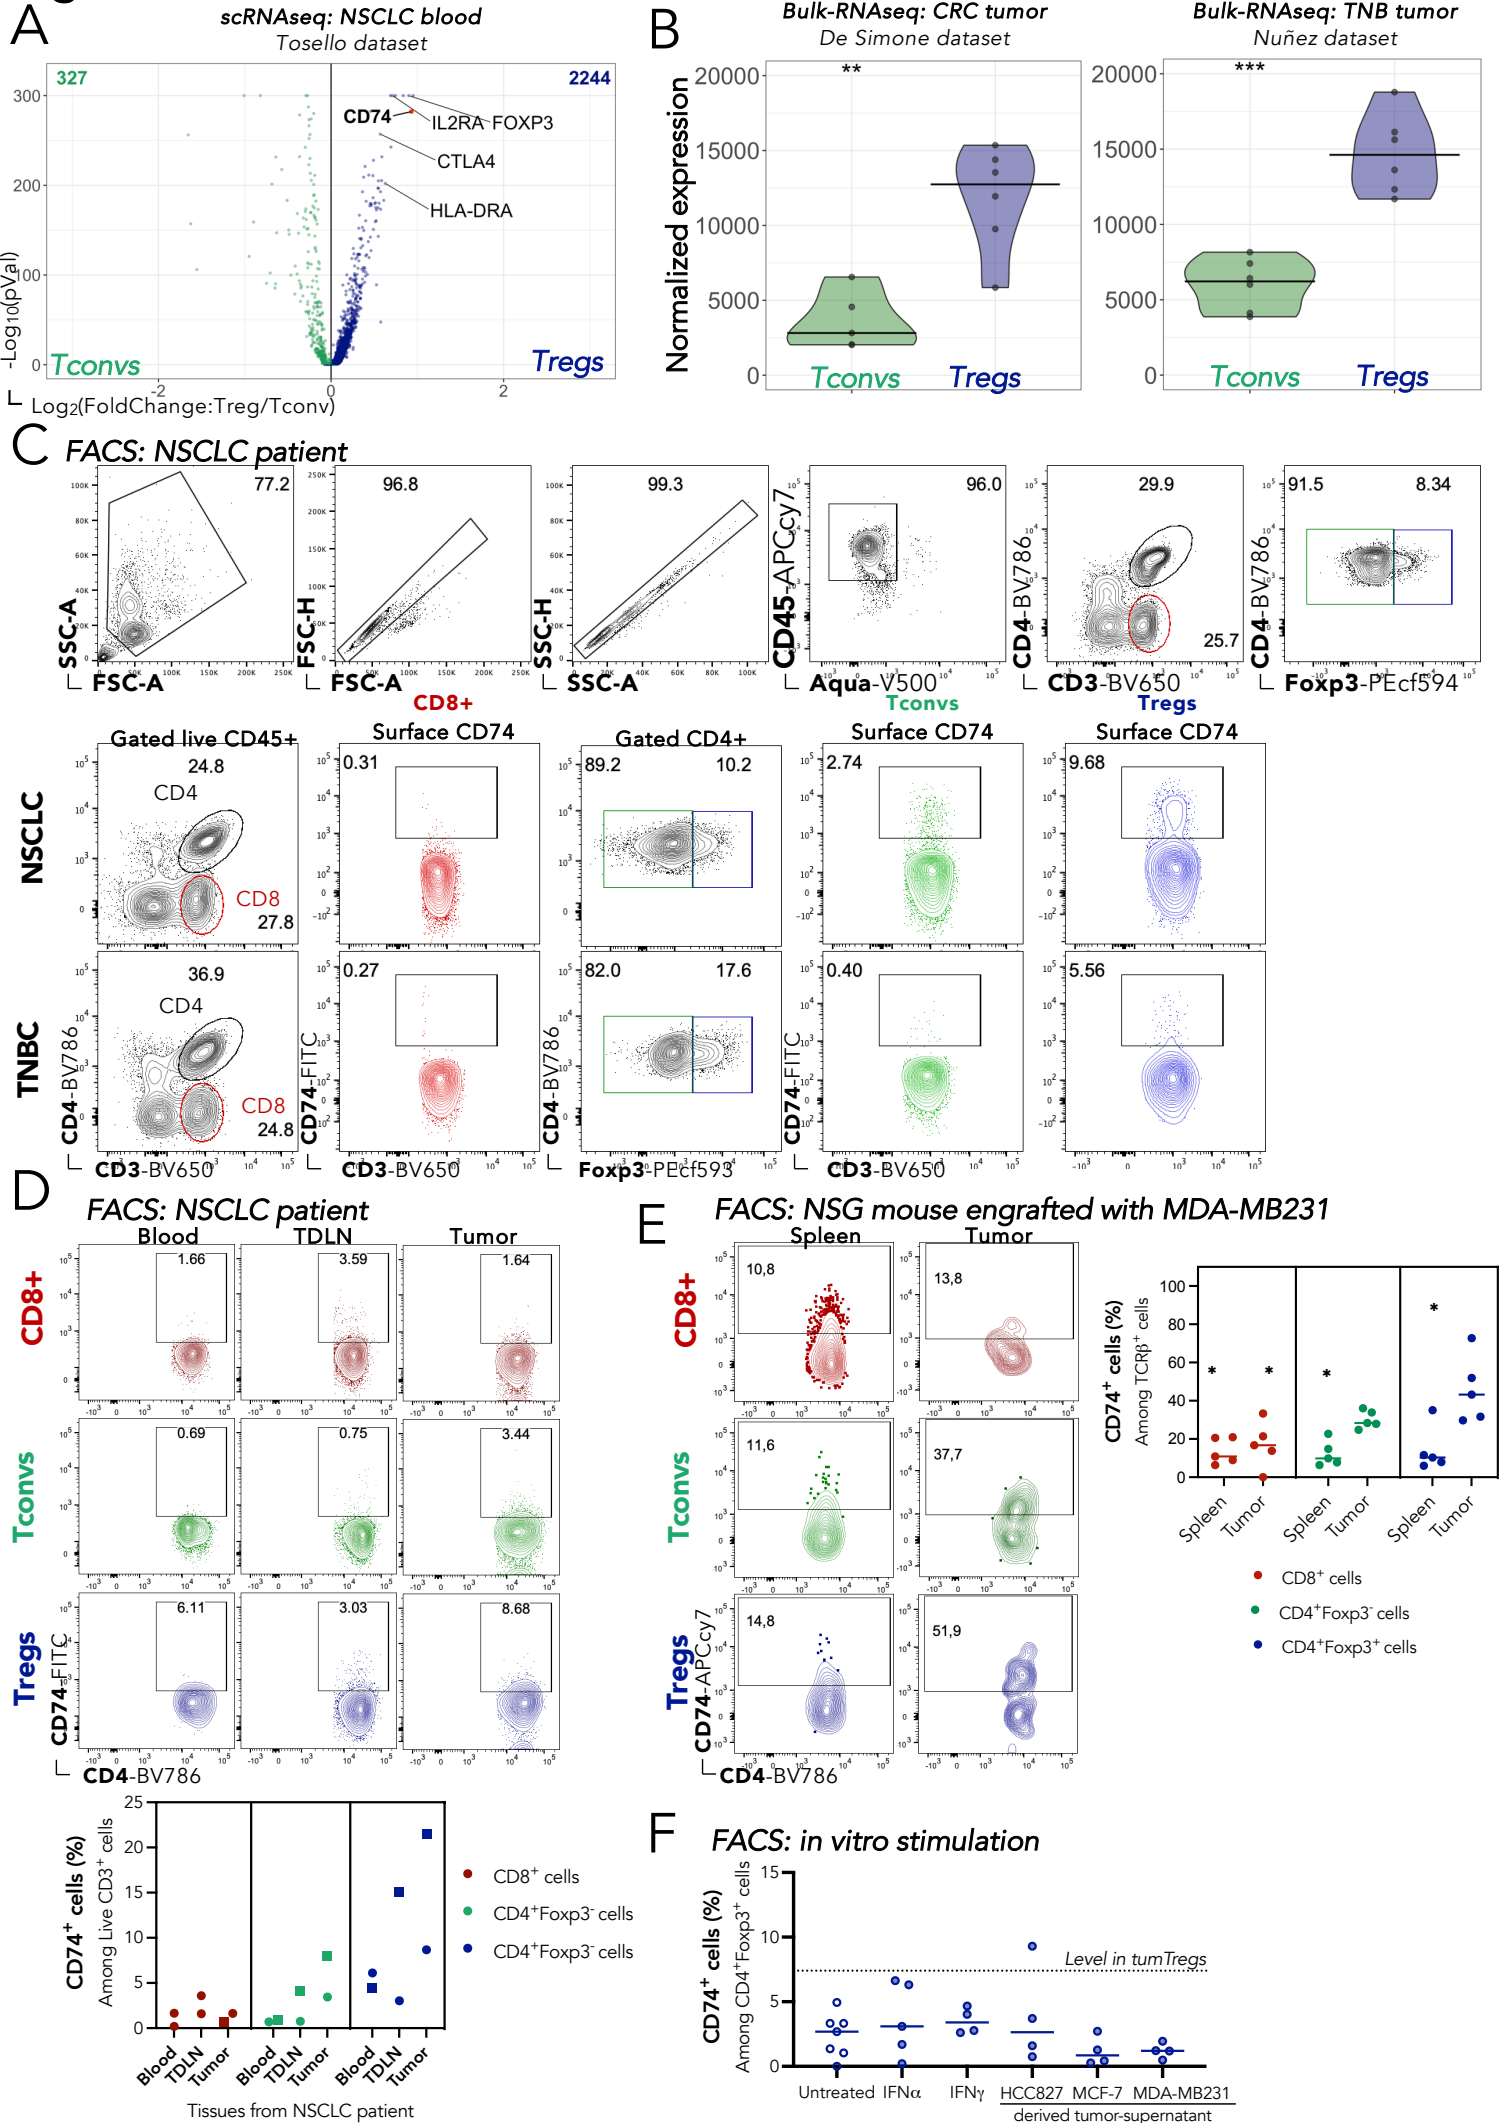 A
scRNAseq: NSCLC blood
Tosello dataset
327
2244
CD74
IL2RA FOXP3
CTLA4
HLA-DRA
300
200
100
0
-Log10(pVal)
Tconvs
Tregs
-2
0
2
Log2(FoldChange:Treg/Tconv)
B
Bulk-RNAseq: CRC tumor
De Simone dataset
Normalized expression
20000
15000
10000
5000
0
**
Tconvs
Tregs
Bulk-RNAseq: TNB tumor
Nuñez dataset
20000
15000
10000
5000
0
***
Tconvs
Tregs
C
FACS: NSCLC patient
77.2
SSC-A
FSC-A
96.8
FSC-H
FSC-A
99.3
SSC-H
SSC-A
96.0
CD45-APCcy7
Aqua-V500
29.9
25.7
CD4-BV786
CD3-BV650
91.5
8.34
CD4-BV786
Foxp3-PEcf594
CD8+
Tconvs
Tregs
Gated live CD45+
Surface CD74
Gated CD4+
Surface CD74
Surface CD74
NSCLC
24.8
CD4
CD8
27.8
0.31
89.2
10.2
2.74
9.68
TNBC
36.9
CD4
CD8
24.8
CD4-BV786
CD3-BV650
0.27
CD74-FITC
CD3-BV650
82.0
17.6
CD4-BV786
Foxp3-PEcf593
0.40
CD74-FITC
CD3-BV650
5.56
D
FACS: NSCLC patient
Blood
TDLN
Tumor
CD8+
1.66
3.59
1.64
Tconvs
0.69
0.75
3.44
Tregs
6.11
3.03
8.68
CD74-FITC
CD4-BV786
CD74+ cells (%)
Among Live CD3+ cells
25
20
15
10
5
0
Blood
TDLN
Tumor
Blood
TDLN
Tumor
Blood
TDLN
Tumor
Tissues from NSCLC patient
CD8+ cells
CD4+Foxp3- cells
CD4+Foxp3- cells
E
FACS: NSG mouse engrafted with MDA-MB231
Spleen
Tumor
CD8+
10,8
13,8
Tconvs
11,6
37,7
Tregs
14,8
51,9
CD74-APCcy7
CD4-BV786
CD74+ cells (%)
Among TCRβ+ cells
100
80
60
40
20
0
*
*
*
*
Spleen
Tumor
Spleen
Tumor
Spleen
Tumor
CD8+ cells
CD4+Foxp3- cells
CD4+Foxp3+ cells
F
FACS: in vitro stimulation
CD74+ cells (%)
Among CD4+Foxp3+ cells
15
10
5
0
Level in tumTregs
Untreated
IFNα
IFNγ
HCC827
MCF-7
MDA-MB231
derived tumor-supernatant